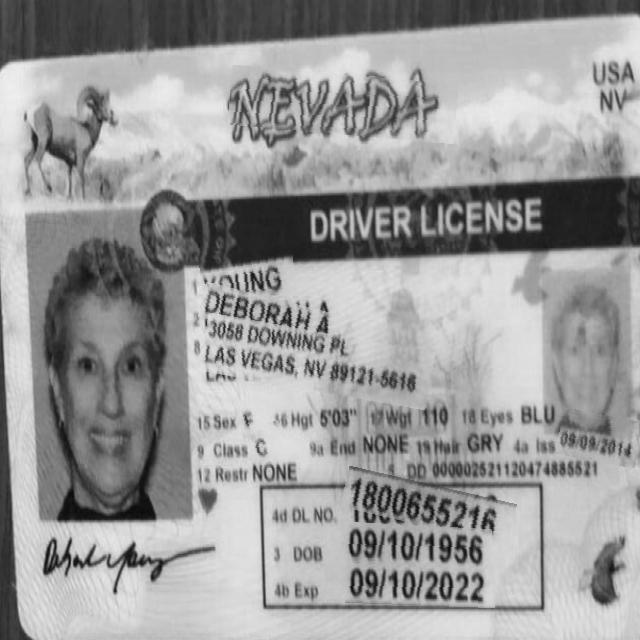 NEVADA
USA
NV
DRIVER LICENSE
1 YOUNG
2 DEBORAH A
8 3058 DOWNING PL
LAS VEGAS, NV 89121-5616
15 Sex F 16 Hgt 5'03" 17 Wgt 110 18 Eyes BLU
9 Class C 9a End NONE 19 Hair GRY 4a Iss 09/09/2014
12 Restr NONE 5 DD 000002521120474885521
4d DL NO. 1800655216
3 DOB 09/10/1956
4b Exp 09/10/2022